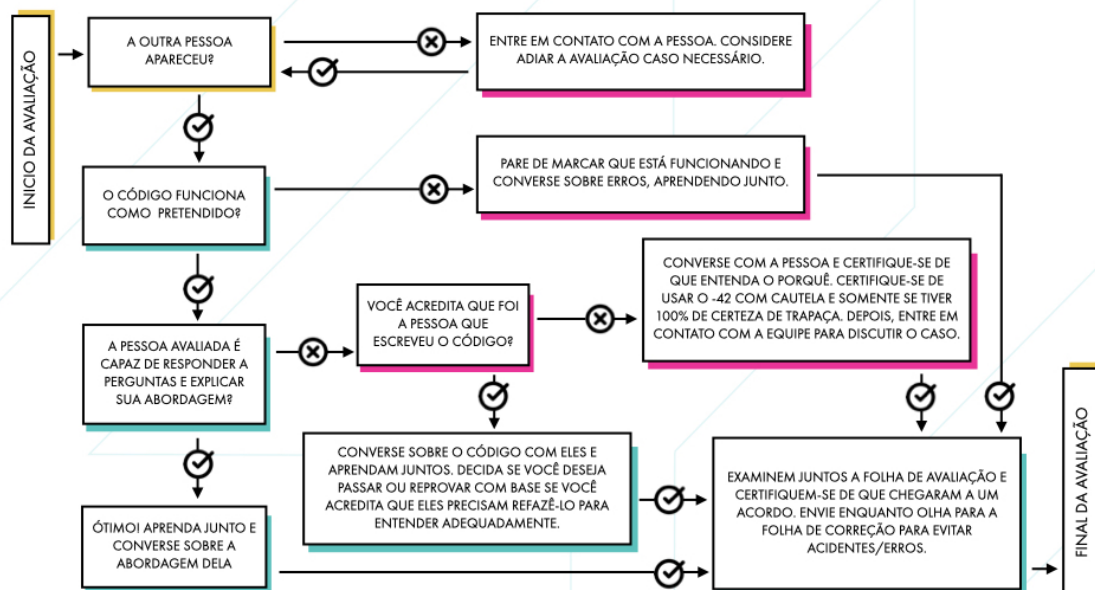 INICIO DA AVALIAÇÃO
A OUTRA PESSOA
APARECEU?
ENTRE EM CONTATO COM A PESSOA. CONSIDERE
ADIAR A AVALIAÇÃO CASO NECESSÁRIO.
O CÓDIGO FUNCIONA
COMO PRETENDIDO?
PARE DE MARCAR QUE ESTÁ FUNCIONANDO E
CONVERSE SOBRE ERROS, APRENDENDO JUNTO.
A PESSOA AVALIADA É
CAPAZ DE RESPONDER A
PERGUNTAS E EXPLICAR
SUA ABORDAGEM?
VOCÊ ACREDITA QUE FOI
A PESSOA QUE
ESCREVEU O CÓDIGO?
CONVERSE COM A PESSOA E CERTIFIQUE-SE DE
QUE ENTENDA O PORQUÊ. CERTIFIQUE-SE DE
USAR O -42 COM CAUTELA E SOMENTE SE TIVER
100% DE CERTEZA DE TRAPAÇA. DEPOIS, ENTRE EM
CONTATO COM A EQUIPE PARA DISCUTIR O CASO.
CONVERSE SOBRE O CÓDIGO COM ELES E
APRENDAM JUNTOS. DECIDA SE VOCÊ DESEJA
PASSAR OU REPROVAR COM BASE SE VOCÊ
ACREDITA QUE ELES PRECISAM REFAZÊ-LO PARA
ENTENDER ADEQUADAMENTE.
ÓTIMO! APRENDA JUNTO E
CONVERSE SOBRE A
ABORDAGEM DELA
EXAMINEM JUNTOS A FOLHA DE AVALIAÇÃO E
CERTIFIQUEM-SE DE QUE CHEGARAM A UM
ACORDO. ENVIE ENQUANTO OLHA PARA A
FOLHA DE CORREÇÃO PARA EVITAR
ACIDENTES/ERROS.
FINAL DA AVALIAÇÃO